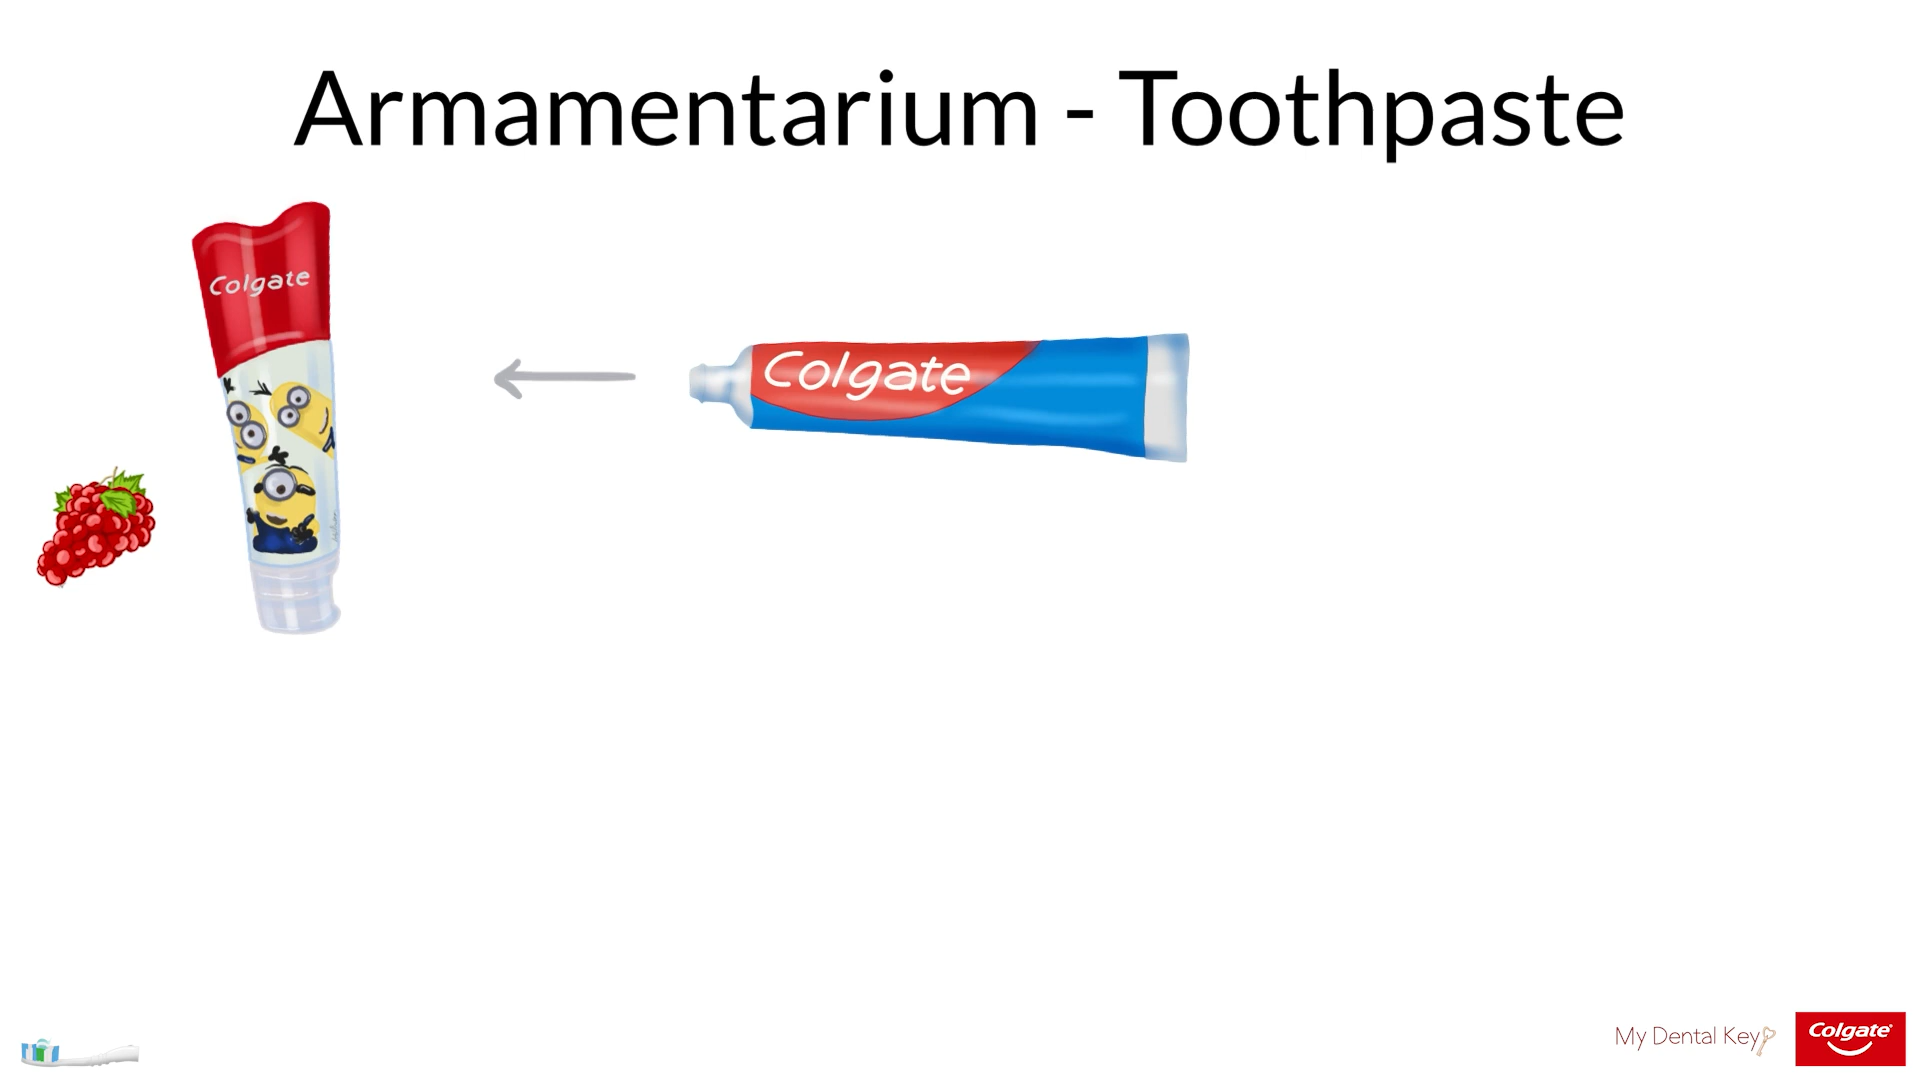 Armamentarium - Toothpaste
Colgate
Colgate
My Dental Key
Colgate